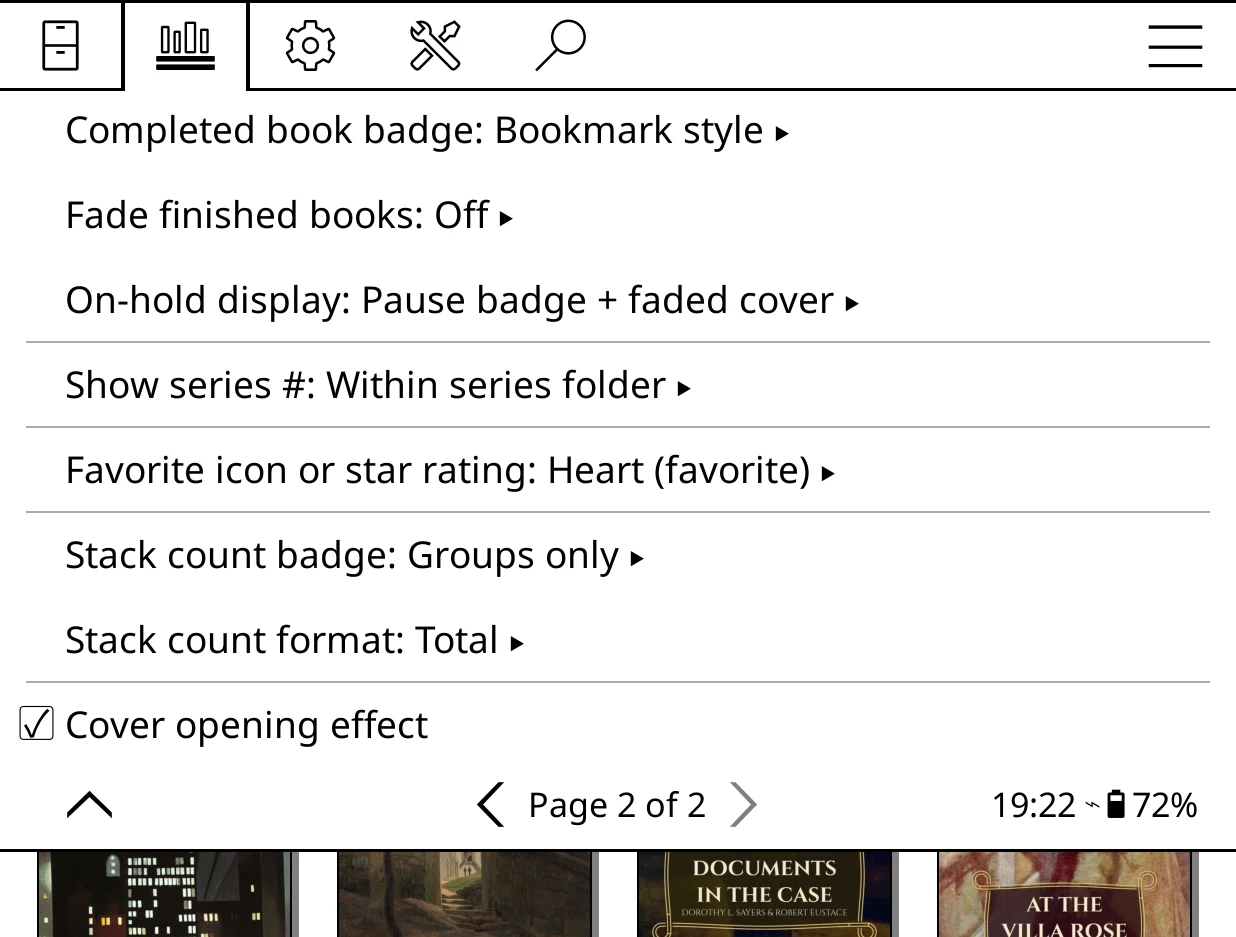 Completed book badge: Bookmark style ▸
Fade finished books: Off ▸
On-hold display: Pause badge + faded cover ▸
Show series #: Within series folder ▸
Favorite icon or star rating: Heart (favorite) ▸
Stack count badge: Groups only ▸
Stack count format: Total ▸
☑ Cover opening effect
Page 2 of 2
19:22 72%
DOCUMENTS
IN THE CASE
DOROTHY L. SAYERS & ROBERT EUSTACE
AT THE
VILLA ROSE